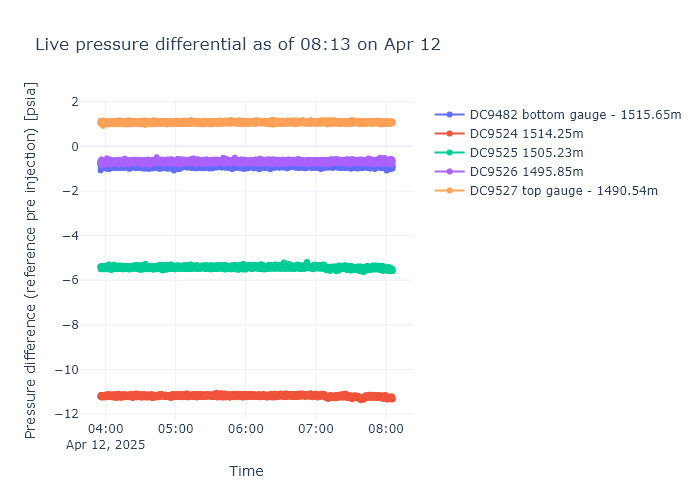 Live pressure differential as of 08:13 on Apr 12
Pressure difference (reference pre injection) [psia]
2
0
−2
−4
−6
−8
−10
−12
04:00
05:00
06:00
07:00
08:00
Apr 12, 2025
Time
DC9482 bottom gauge - 1515.65m
DC9524 1514.25m
DC9525 1505.23m
DC9526 1495.85m
DC9527 top gauge - 1490.54m